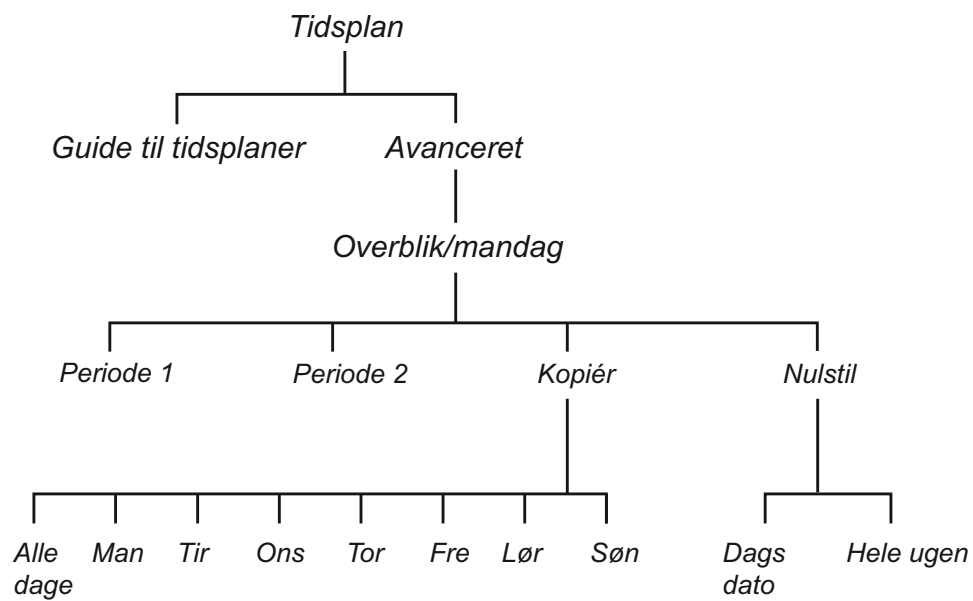 Tidsplan
Guide til tidsplaner
Avanceret
Overblik/mandag
Periode 1
Periode 2
Kopiér
Nulstil
Alle
dage
Man
Tir
Ons
Tor
Fre
Lør
Søn
Dags
dato
Hele ugen